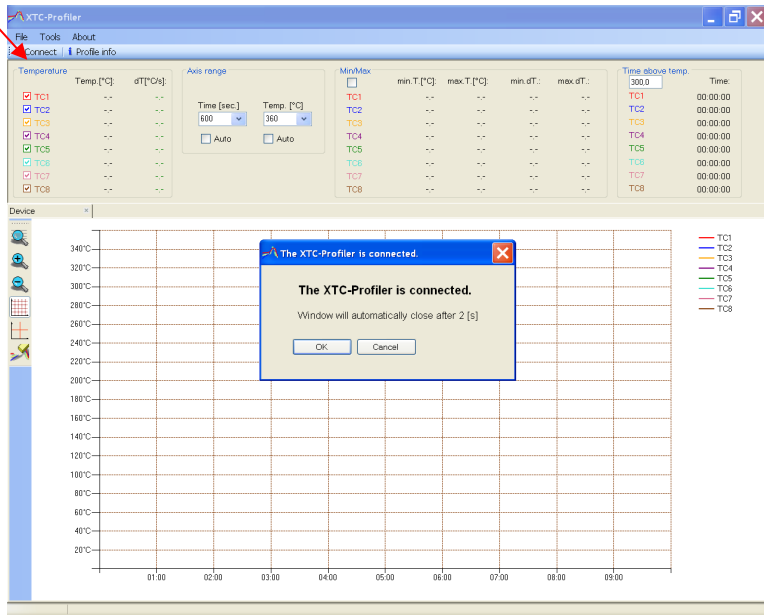 XTC-Profiler
File Tools About
Connect Profile info
Temperature
Temp.[°C]: dT[°C/s]:
TC1 -.- -.-
TC2 -.- -.-
TC3 -.- -.-
TC4 -.- -.-
TC5 -.- -.-
TC6 -.- -.-
TC7 -.- -.-
TC8 -.- -.-
Axis range
Time [sec.] Temp. [°C]
600 360
Auto Auto
Min/Max
min.T.[°C]: max.T.[°C]: min.dT.: max.dT.:
TC1 -.- -.- -.- -.-
TC2 -.- -.- -.- -.-
TC3 -.- -.- -.- -.-
TC4 -.- -.- -.- -.-
TC5 -.- -.- -.- -.-
TC6 -.- -.- -.- -.-
TC7 -.- -.- -.- -.-
TC8 -.- -.- -.- -.-
Time above temp.
300,0 Time:
TC1 00:00:00
TC2 00:00:00
TC3 00:00:00
TC4 00:00:00
TC5 00:00:00
TC6 00:00:00
TC7 00:00:00
TC8 00:00:00
Device
340°C
320°C
300°C
280°C
260°C
240°C
220°C
200°C
180°C
160°C
140°C
120°C
100°C
80°C
60°C
40°C
20°C
01:00 02:00 03:00 04:00 05:00 06:00 07:00 08:00 09:00
The XTC-Profiler is connected.
The XTC-Profiler is connected.
Window will automatically close after 2 [s]
OK Cancel
TC1
TC2
TC3
TC4
TC5
TC6
TC7
TC8